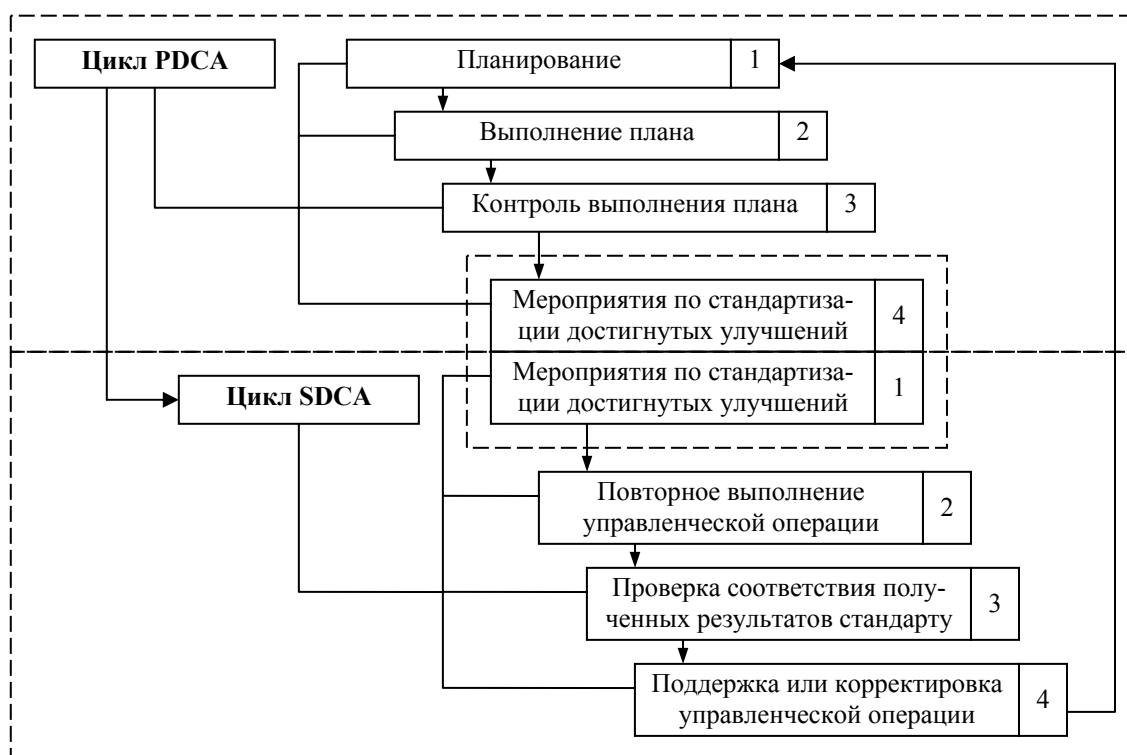 Цикл PDCA
Планирование 1
Выполнение плана 2
Контроль выполнения плана 3
Мероприятия по стандартиза-
ции достигнутых улучшений 4
Мероприятия по стандартиза-
ции достигнутых улучшений 1
Цикл SDCA
Повторное выполнение
управленческой операции 2
Проверка соответствия полу-
ченных результатов стандарту 3
Поддержка или корректировка
управленческой операции 4